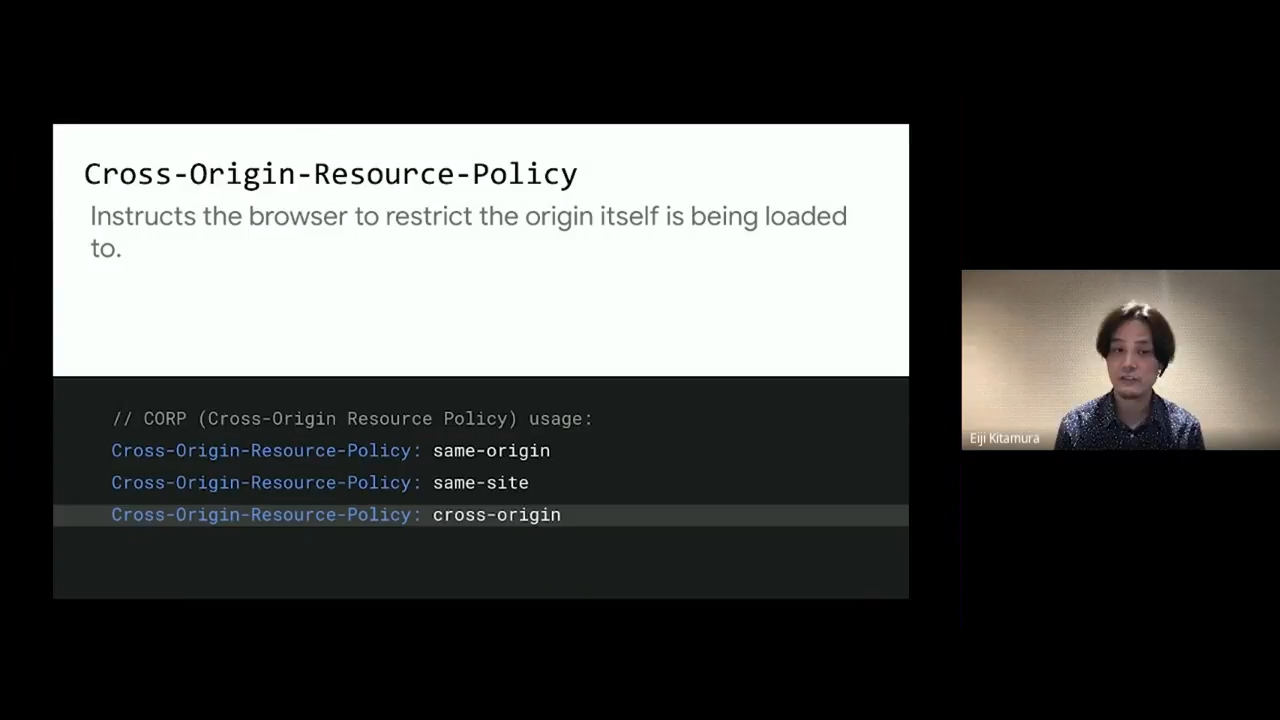 Cross-Origin-Resource-Policy
Instructs the browser to restrict the origin itself is being loaded
to.
// CORP (Cross-Origin Resource Policy) usage:
Cross-Origin-Resource-Policy: same-origin
Cross-Origin-Resource-Policy: same-site
Cross-Origin-Resource-Policy: cross-origin
Eiji Kitamura